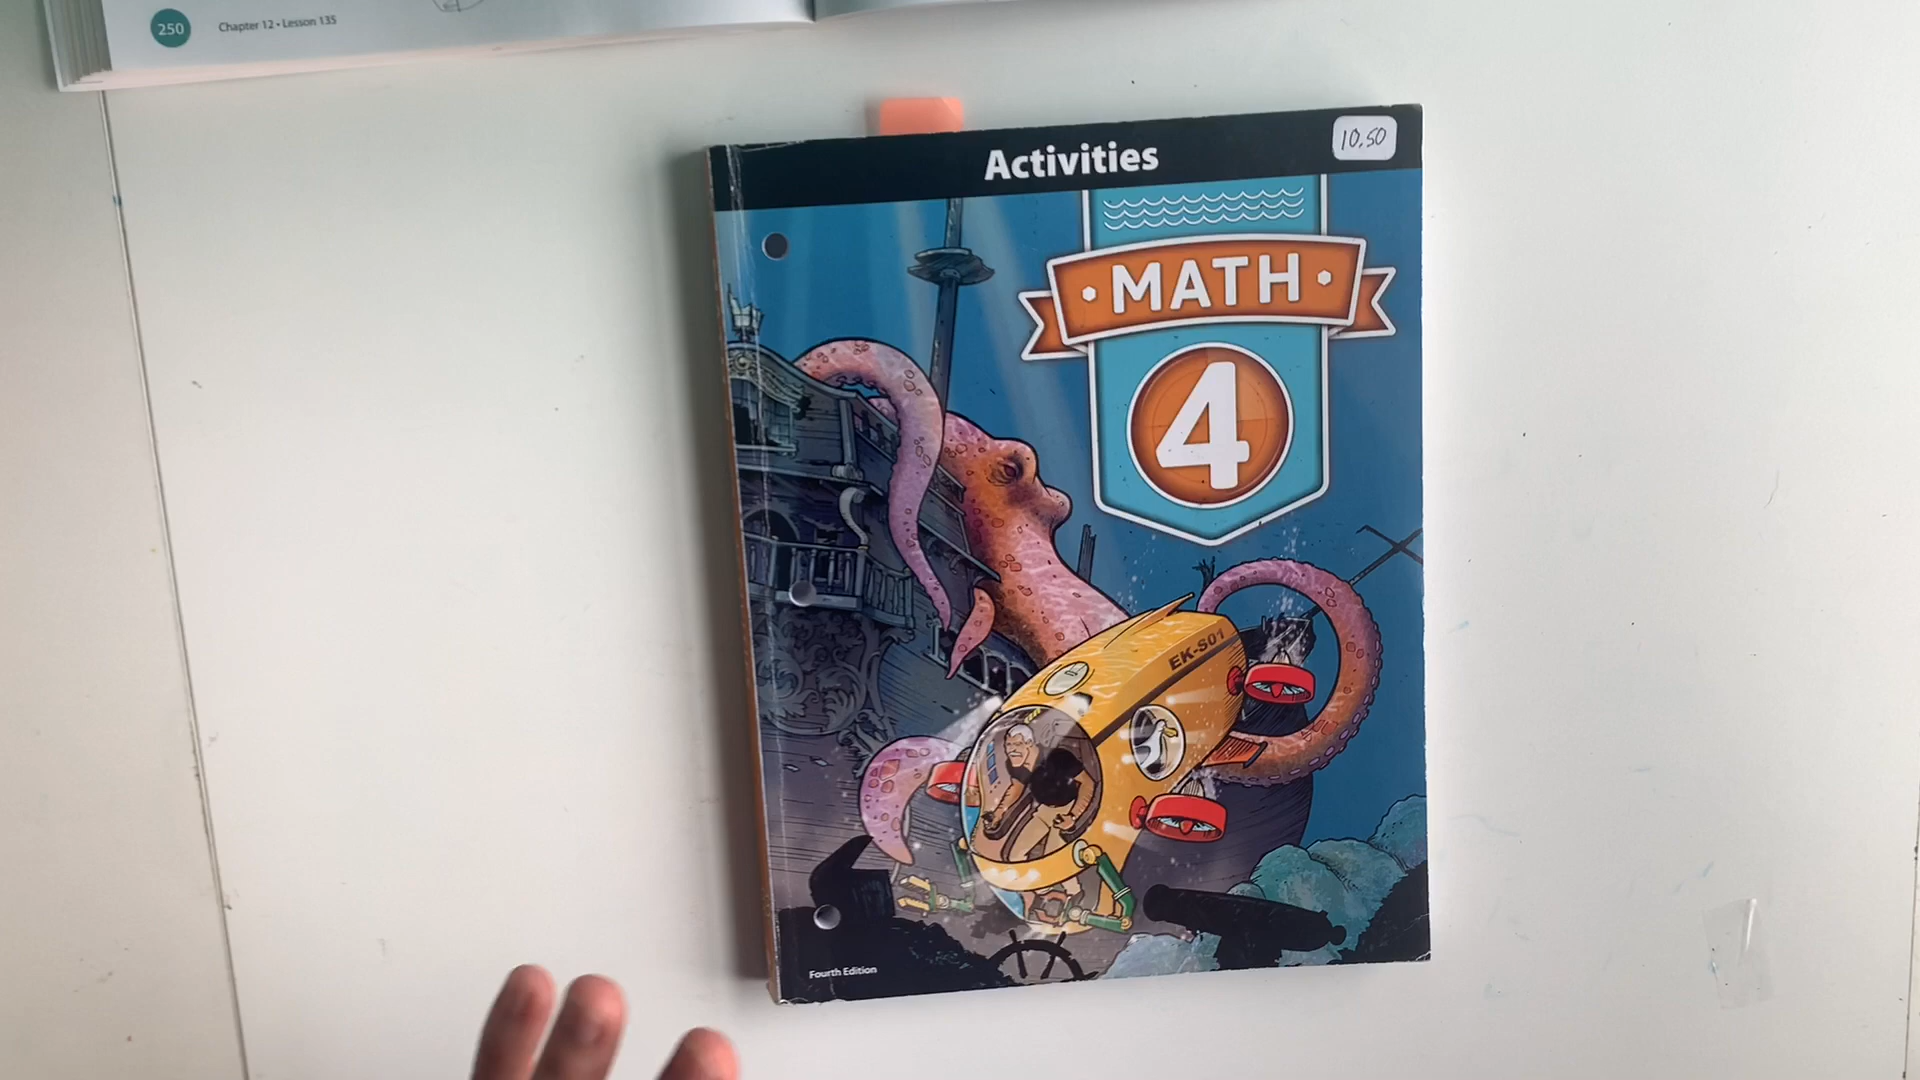 250 Chapter 12 • Lesson 135
Activities
10.50
• MATH •
4
EK-S01
Fourth Edition